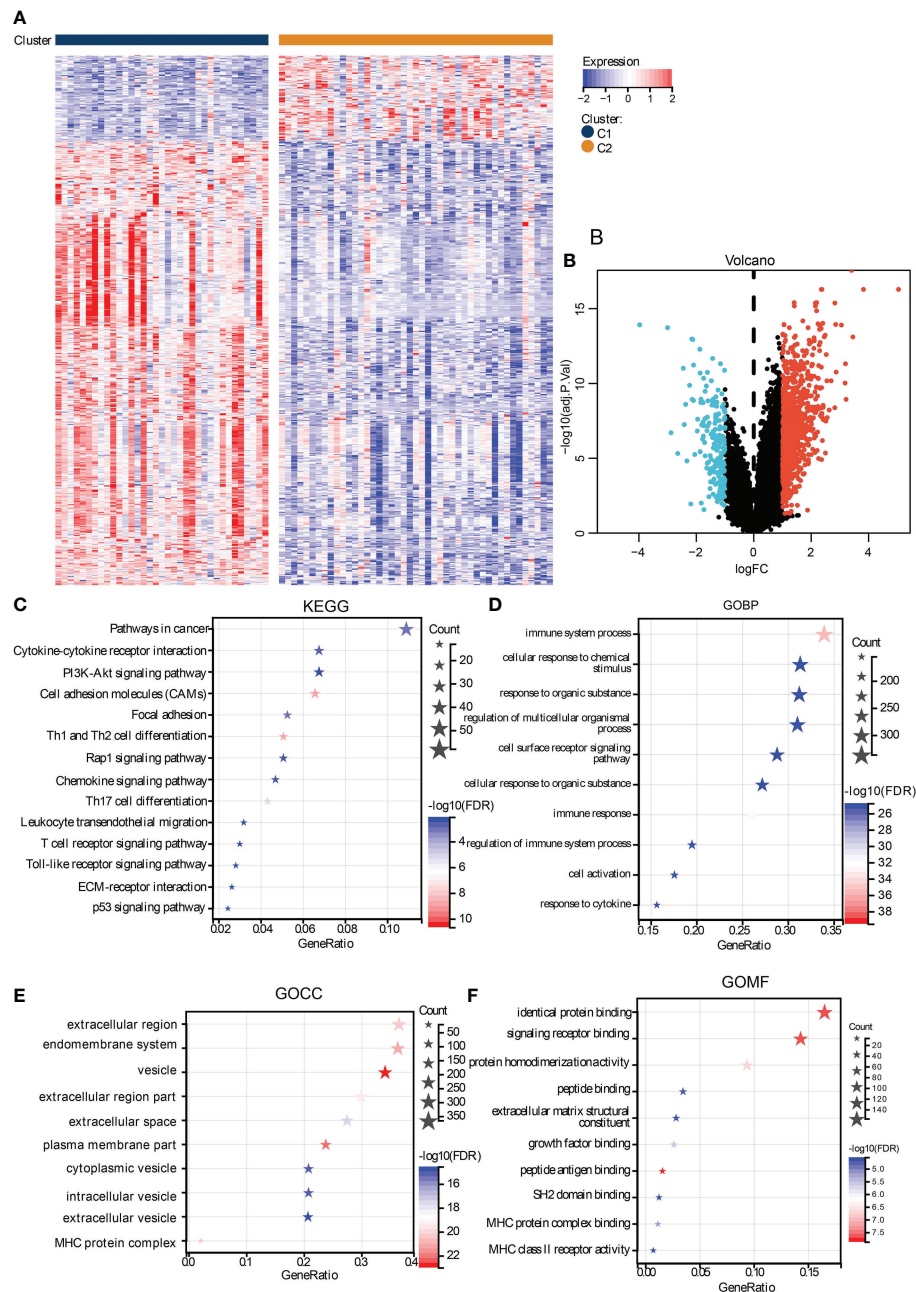 A
Cluster
Expression
−2 −1 0 1 2
Cluster:
C1
C2
B
B
Volcano
−log10(adj.P.Val)
15
10
5
0
−4 −2 0 2 4
logFC
C
KEGG
Pathways in cancer
Cytokine-cytokine receptor interaction
PI3K-Akt signaling pathway
Cell adhesion molecules (CAMs)
Focal adhesion
Th1 and Th2 cell differentiation
Rap1 signaling pathway
Chemokine signaling pathway
Th17 cell differentiation
Leukocyte transendothelial migration
T cell receptor signaling pathway
Toll-like receptor signaling pathway
ECM-receptor interaction
p53 signaling pathway
0.02 0.04 0.06 0.08 0.10
GeneRatio
Count
20
30
40
50
-log10(FDR)
4
6
8
10
D
GOBP
immune system process
cellular response to chemical
stimulus
response to organic substance
regulation of multicellular organismal
process
cell surface receptor signaling
pathway
cellular response to organic substance
immune response
regulation of immune system process
cell activation
response to cytokine
0.15 0.20 0.25 0.30 0.35
GeneRatio
Count
200
250
300
-log10(FDR)
26
28
30
32
34
36
38
E
GOCC
extracellular region
endomembrane system
vesicle
extracellular region part
extracellular space
plasma membrane part
cytoplasmic vesicle
intracellular vesicle
extracellular vesicle
MHC protein complex
0.0 0.1 0.2 0.3 0.4
GeneRatio
Count
50
100
150
200
250
300
350
-log10(FDR)
16
18
20
22
F
GOMF
identical protein binding
signaling receptor binding
protein homodimerization activity
peptide binding
extracellular matrix structural
constituent
growth factor binding
peptide antigen binding
SH2 domain binding
MHC protein complex binding
MHC class II receptor activity
0.00 0.05 0.10 0.15
GeneRatio
Count
20
40
60
80
100
120
140
-log10(FDR)
5.0
5.5
6.0
6.5
7.0
7.5